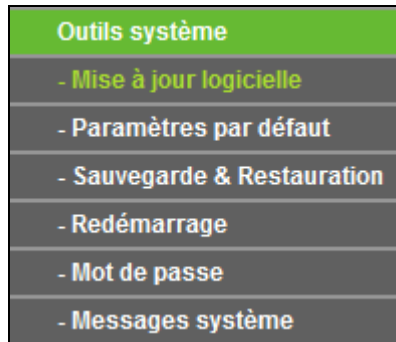 Outils système
- Mise à jour logicielle
- Paramètres par défaut
- Sauvegarde & Restauration
- Redémarrage
- Mot de passe
- Messages système